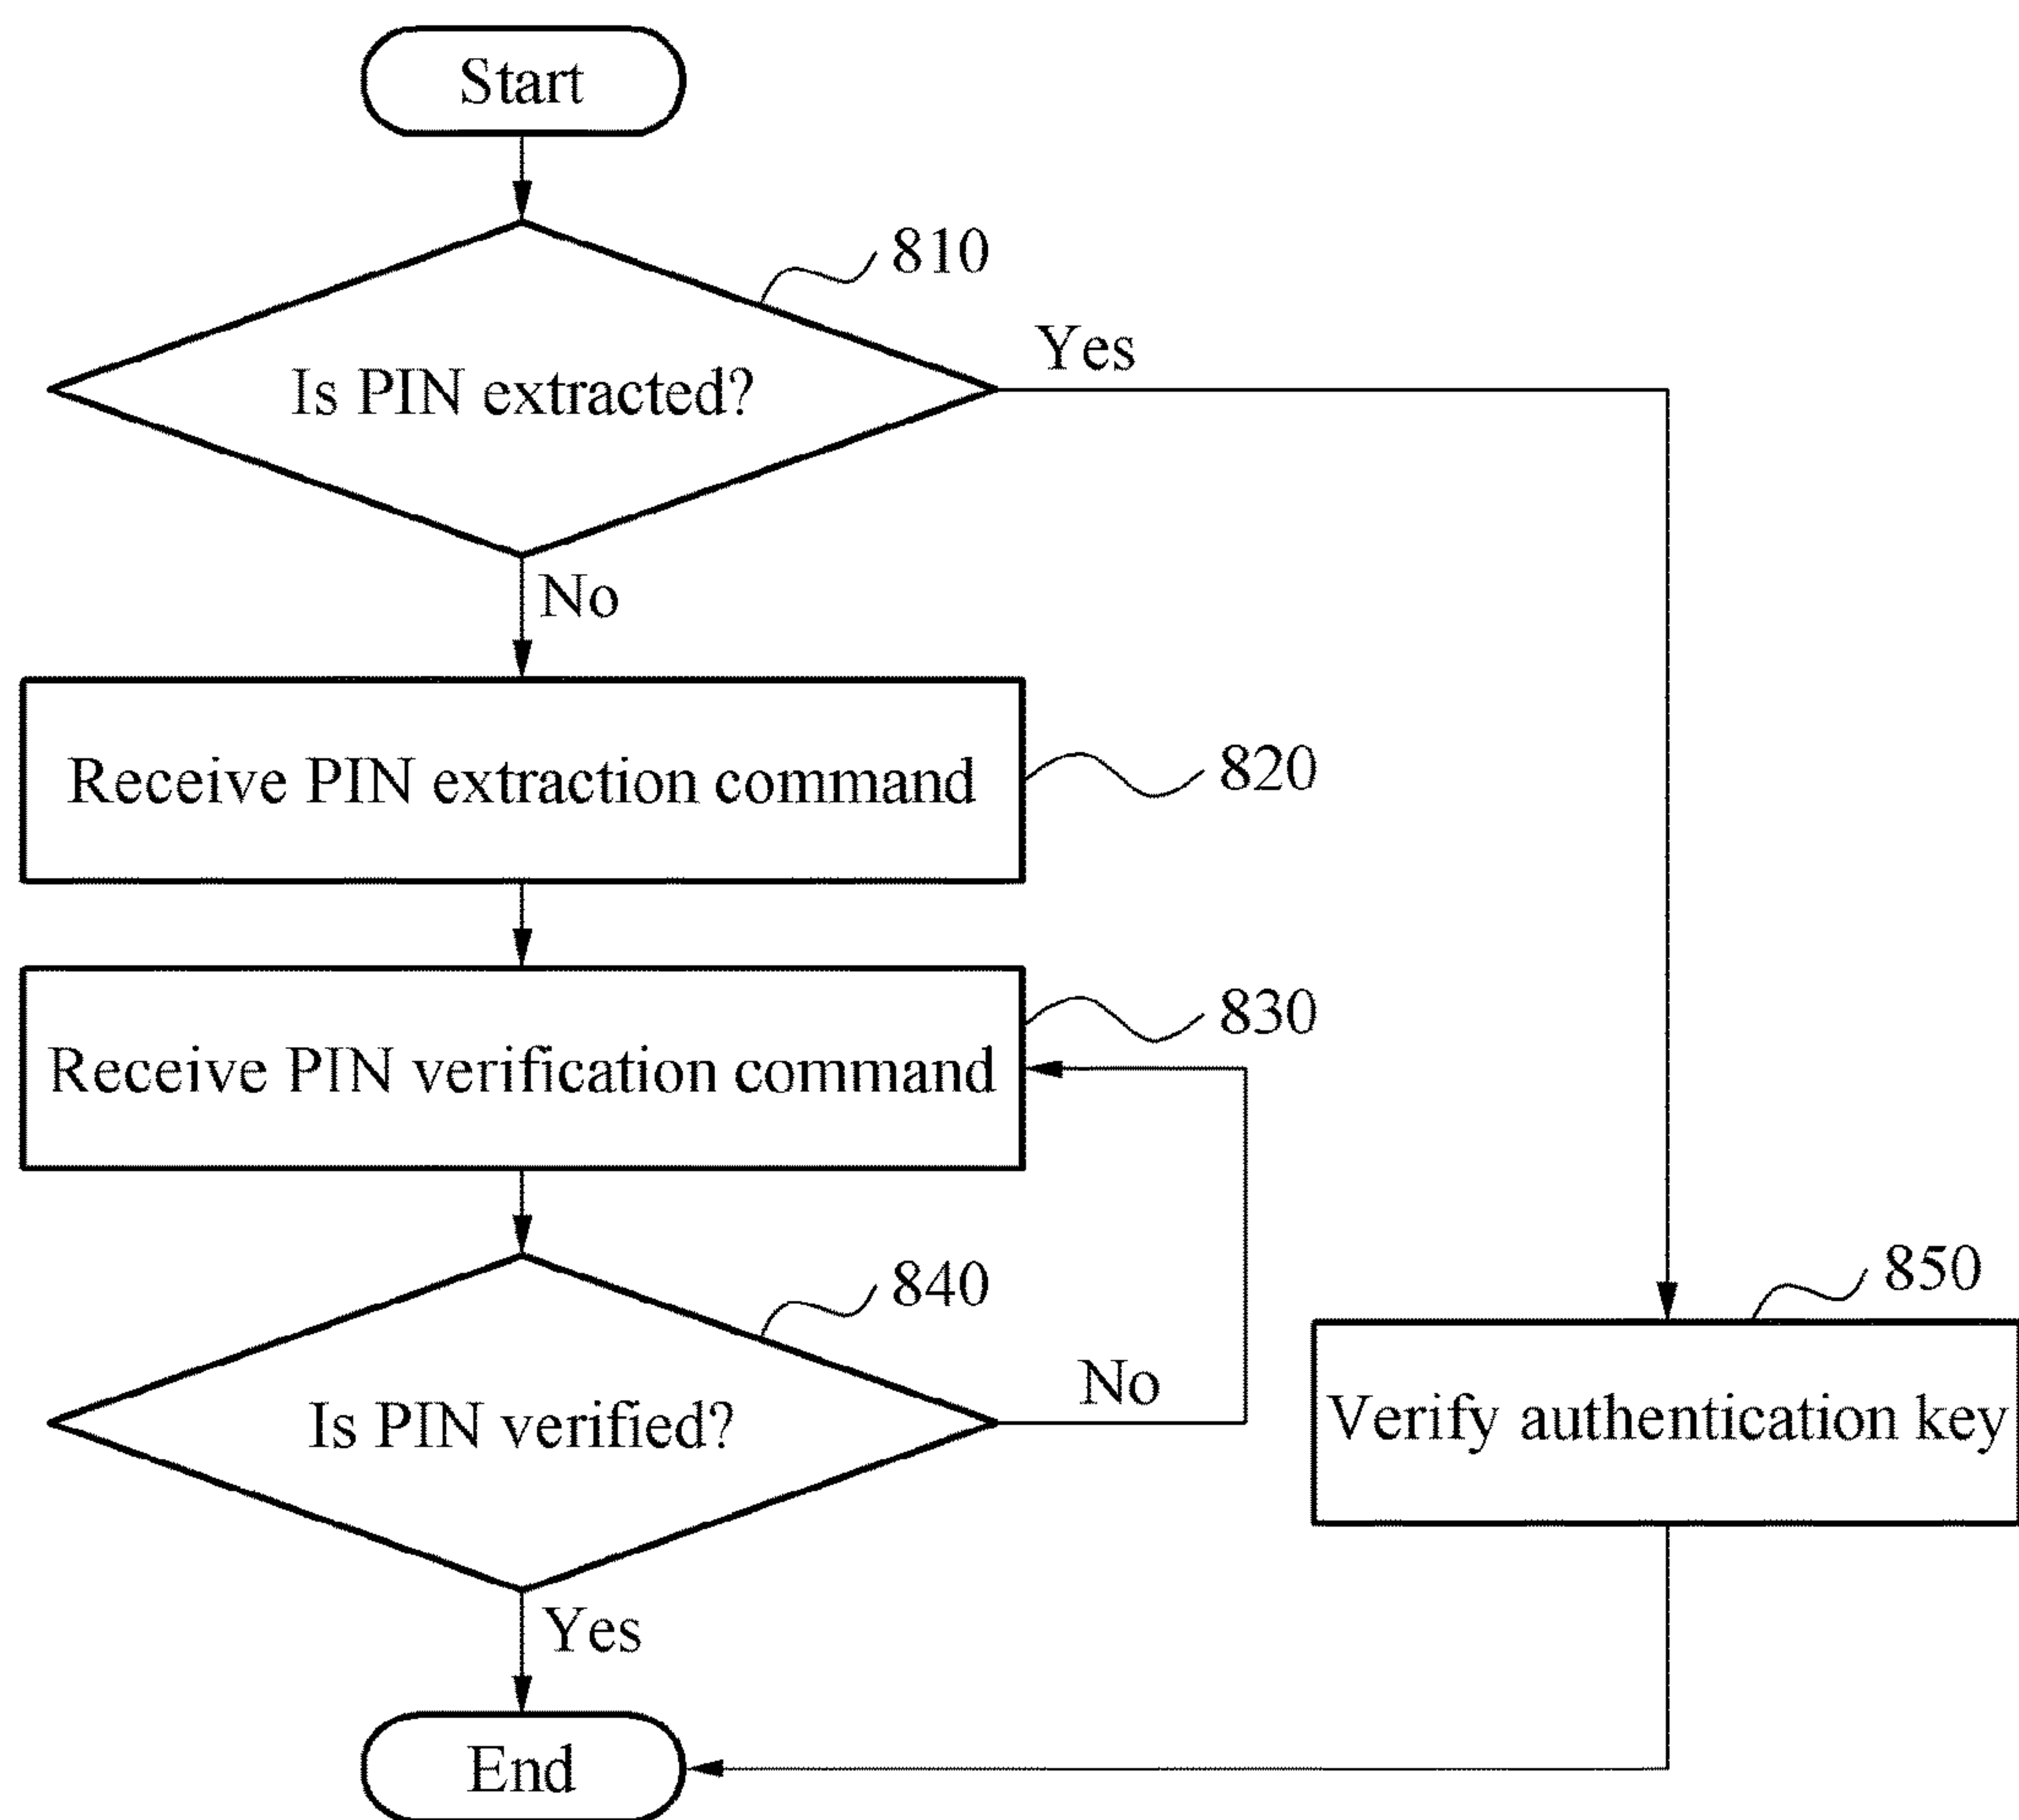 Start
810
Is PIN extracted?
Yes
No
Receive PIN extraction command
820
830
Receive PIN verification command
840
Is PIN verified?
No
850
Verify authentication key
Yes
End